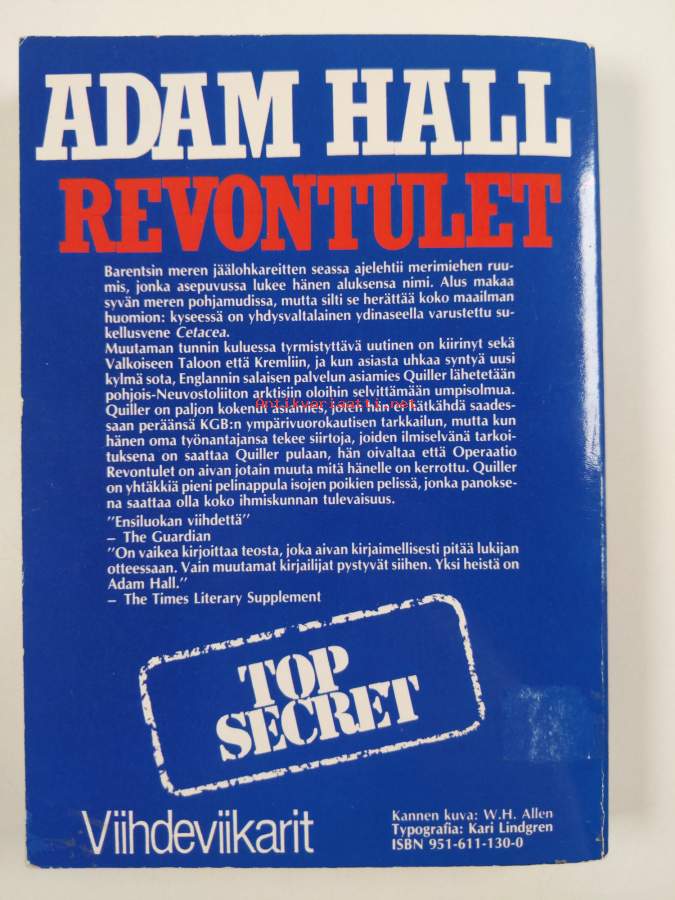 ADAM HALL
REVONTULET
Barentsin meren jäälohkareitten seassa ajelehtii merimiehen ruu-
mis, jonka asepuvussa lukee hänen aluksensa nimi. Alus makaa
syvän meren pohjamudissa, mutta silti se herättää koko maailman
huomion: kyseessä on yhdysvaltalainen ydinaseella varustettu su-
kellusvene Cetacea.
Muutaman tunnin kuluessa tyrmistyttävä uutinen on kiirinyt sekä
Valkoiseen Taloon että Kremliin, ja kun asiasta uhkaa syntyä uusi
kylmä sota, Englannin salaisen palvelun asiamies Quiller lähetetään
pohjois-Neuvostoliiton arktisiin oloihin selvittämään umpisolmua.
Quiller on paljon kokenut asiamies, joten hän ei hätkähdä saades-
saan peräänsä KGB:n ympärivuorokautisen tarkkailun, mutta kun
hänen oma työnantajansa tekee siirtoja, joiden ilmiselvänä tarkoi-
tuksena on saattaa Quiller pulaan, hän oivaltaa että Operaatio
Revontulet on aivan jotain muuta mitä hänelle on kerrottu. Quiller
on yhtäkkiä pieni pelinappula isojen poikien pelissä, jonka panokse-
na saattaa olla koko ihmiskunnan tulevaisuus.
"Ensiluokan viihdettä"
– The Guardian
"On vaikea kirjoittaa teosta, joka aivan kirjaimellisesti pitää lukijan
otteessaan. Vain muutamat kirjailijat pystyvät siihen. Yksi heistä on
Adam Hall."
– The Times Literary Supplement
TOP
SECRET
Viihdeviikarit
Kannen kuva: W.H. Allen
Typografia: Kari Lindgren
ISBN 951-611-130-0
Antikvariaatti.net